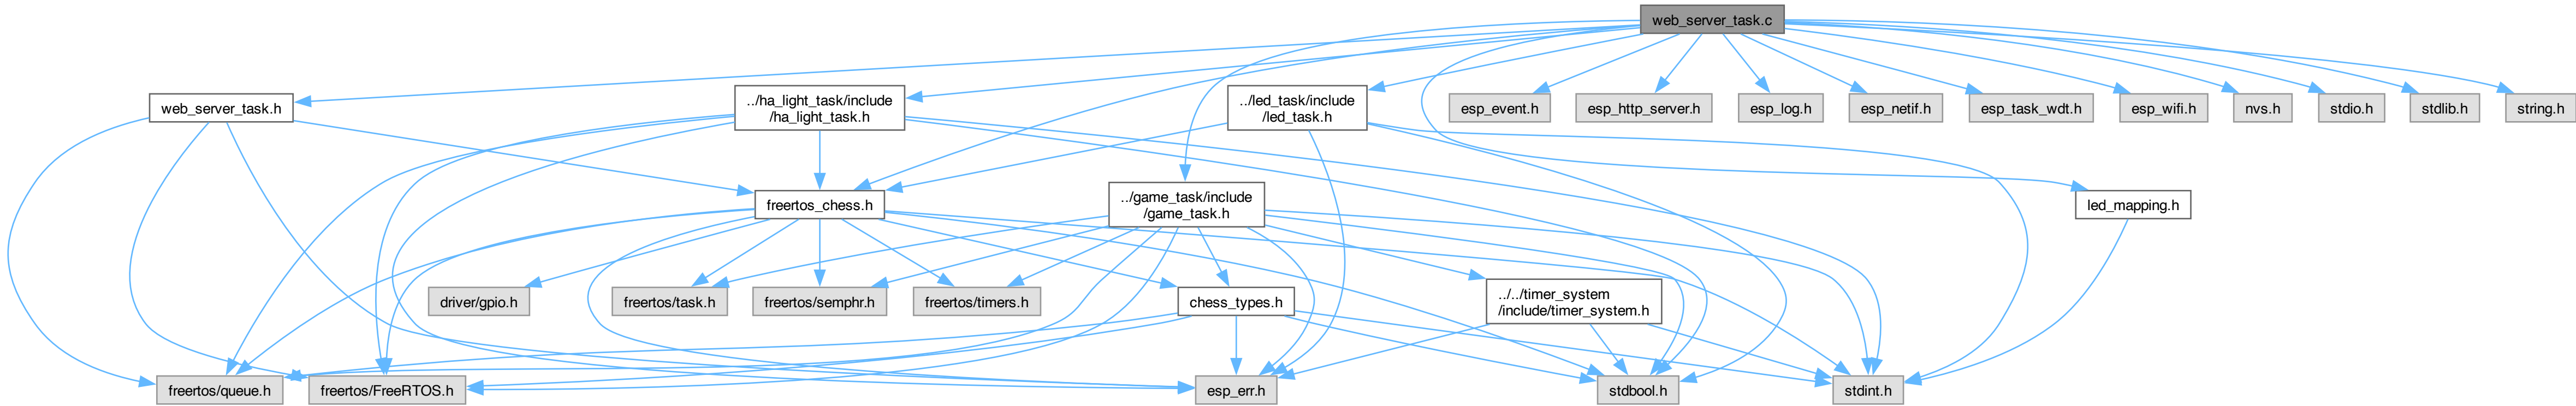 web_server_task.c
web_server_task.h
../ha_light_task/include
/ha_light_task.h
../led_task/include
/led_task.h
esp_event.h
esp_http_server.h
esp_log.h
esp_netif.h
esp_task_wdt.h
esp_wifi.h
nvs.h
stdio.h
stdlib.h
string.h
freertos_chess.h
../game_task/include
/game_task.h
led_mapping.h
driver/gpio.h
freertos/task.h
freertos/semphr.h
freertos/timers.h
chess_types.h
../../timer_system
/include/timer_system.h
freertos/queue.h
freertos/FreeRTOS.h
esp_err.h
stdbool.h
stdint.h